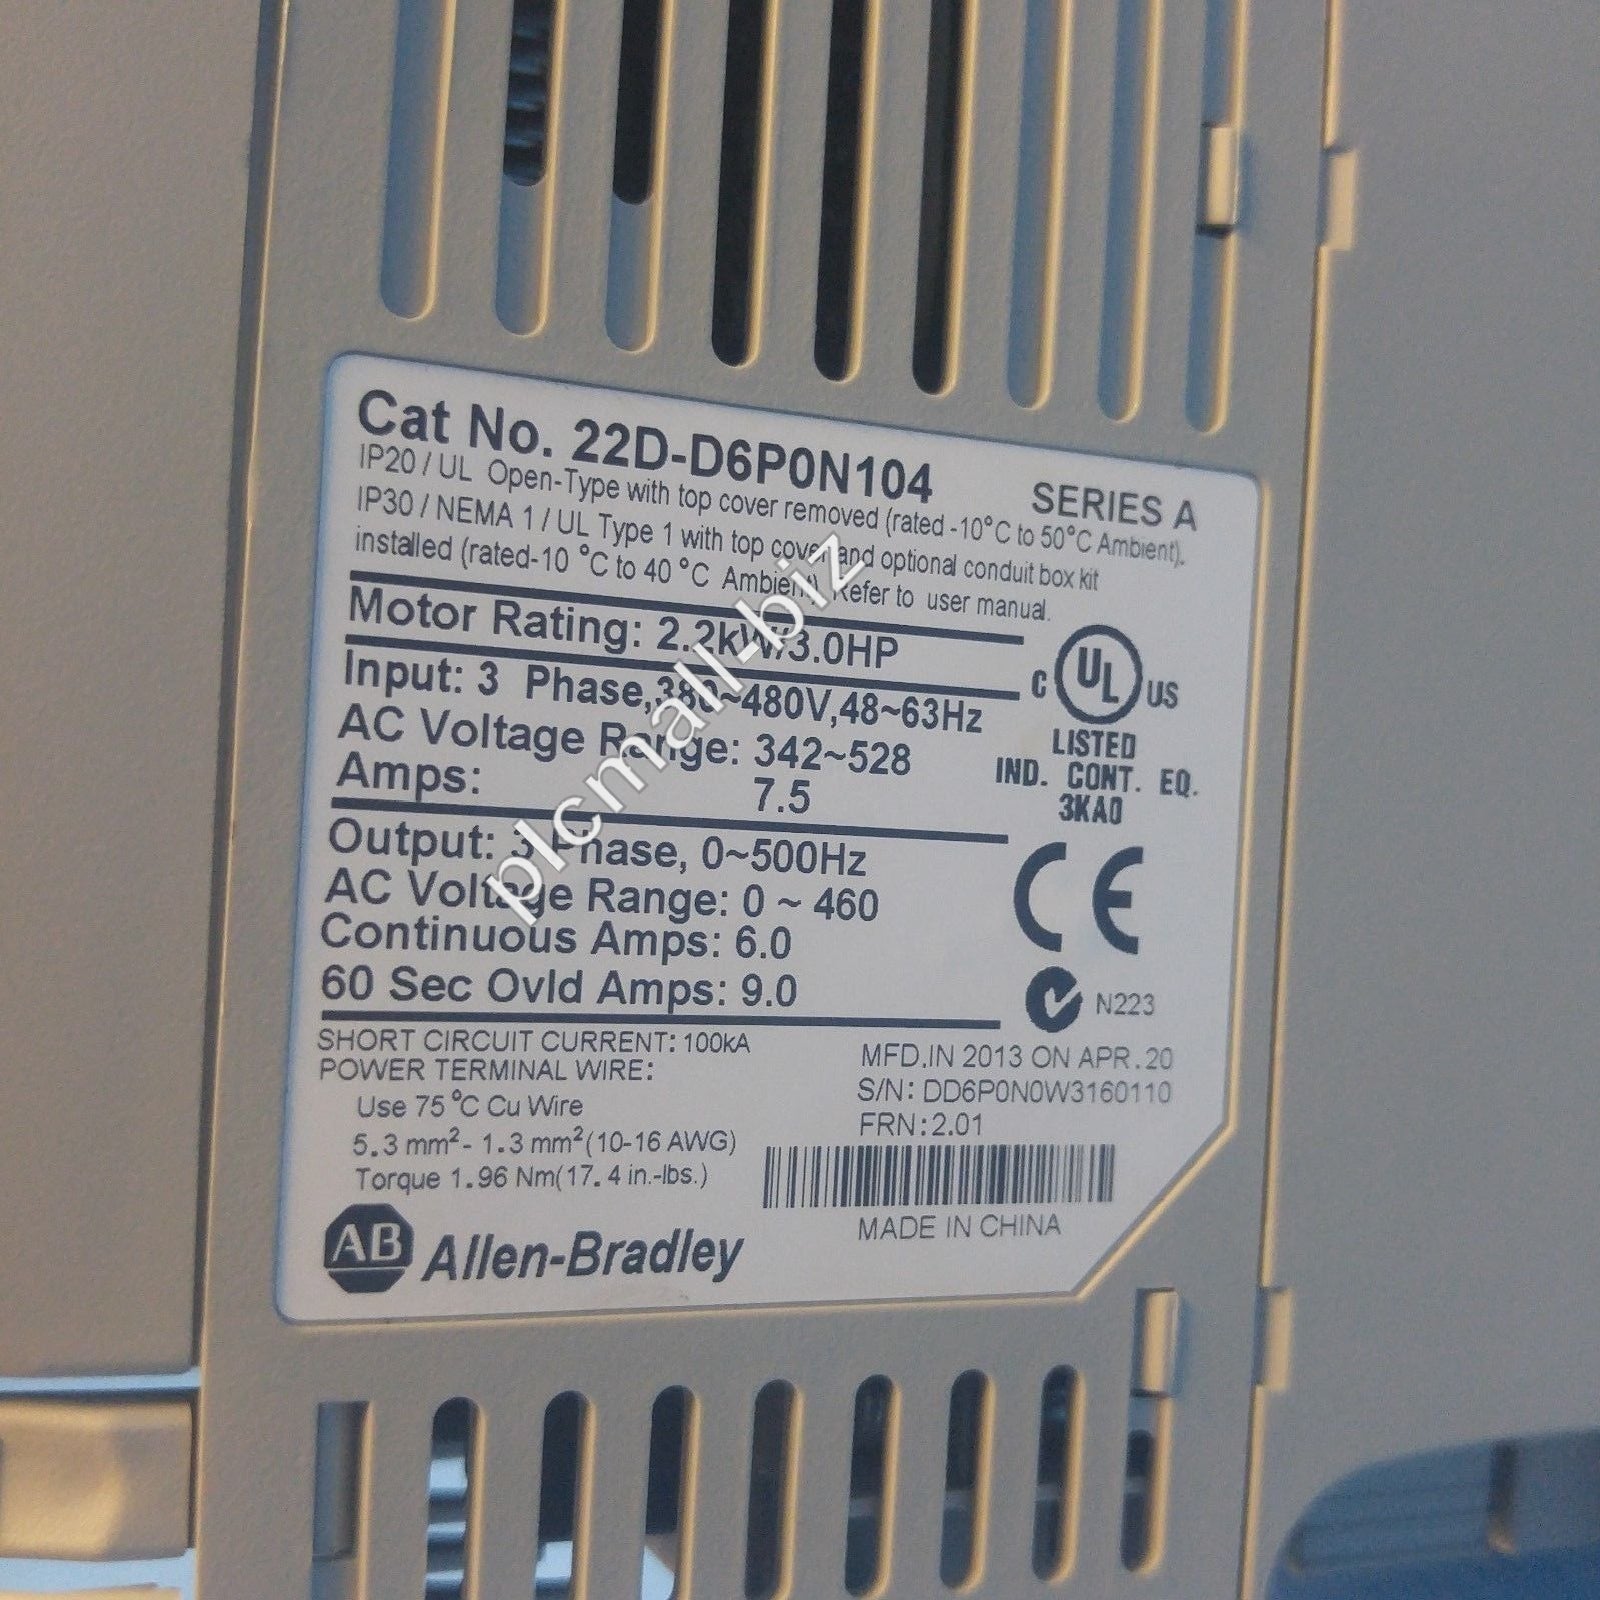 Cat No. 22D-D6P0N104
SERIES A
IP20 / UL Open-Type with top cover removed (rated -10°C to 50°C Ambient).
IP30 / NEMA 1 / UL Type 1 with top cover and optional conduit box kit
installed (rated-10 °C to 40 °C Ambient). Refer to user manual.
Motor Rating: 2.2kW/3.0HP
Input: 3 Phase,380~480V,48~63Hz
AC Voltage Range: 342~528
Amps: 7.5
C UL US
LISTED
IND. CONT. EQ.
3KA0
Output: 3 Phase, 0~500Hz
AC Voltage Range: 0 ~ 460
Continuous Amps: 6.0
60 Sec Ovld Amps: 9.0
CE
N223
SHORT CIRCUIT CURRENT: 100kA
POWER TERMINAL WIRE:
Use 75 °C Cu Wire
5.3 mm²- 1.3 mm²(10-16 AWG)
Torque 1.96 Nm(17.4 in.-lbs.)
MFD.IN 2013 ON APR.20
S/N: DD6P0N0W3160110
FRN:2.01
MADE IN CHINA
AB Allen-Bradley
plcmall-biz